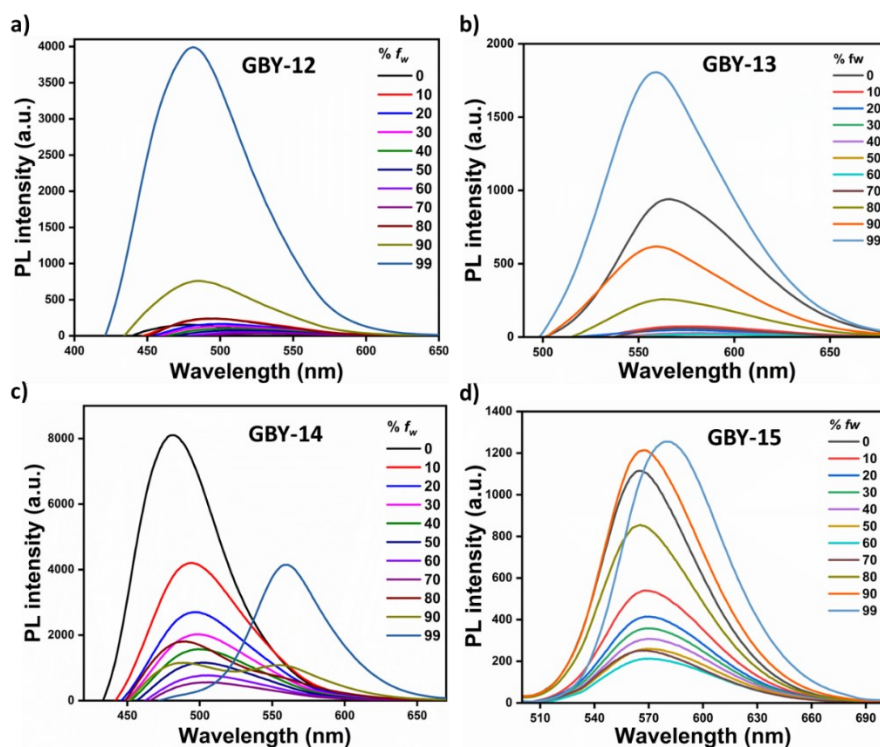 a)
GBY-12
% fw
0
10
20
30
40
50
60
70
80
90
99
PL intensity (a.u.)
4000
3500
3000
2500
2000
1500
1000
500
0
400 450 500 550 600 650
Wavelength (nm)
b)
GBY-13
% fw
0
10
20
30
40
50
60
70
80
90
99
PL intensity (a.u.)
2000
1500
1000
500
0
500 550 600 650
Wavelength (nm)
c)
GBY-14
% fw
0
10
20
30
40
50
60
70
80
90
99
PL intensity (a.u.)
8000
6000
4000
2000
0
450 500 550 600 650
Wavelength (nm)
d)
GBY-15
% fw
0
10
20
30
40
50
60
70
80
90
99
PL intensity (a.u.)
1400
1200
1000
800
600
400
200
0
510 540 570 600 630 660 690
Wavelength (nm)